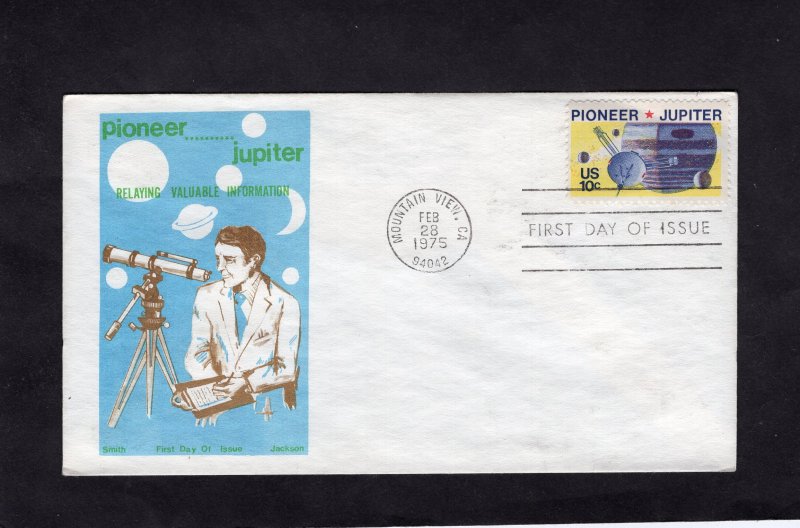 pioneer..........
jupiter
RELAYING VALUABLE INFORMATION
Smith First Day Of Issue Jackson
MOUNTAIN VIEW, CA
FEB
28
1975
94042
PIONEER ★ JUPITER
US
10c
FIRST DAY OF ISSUE